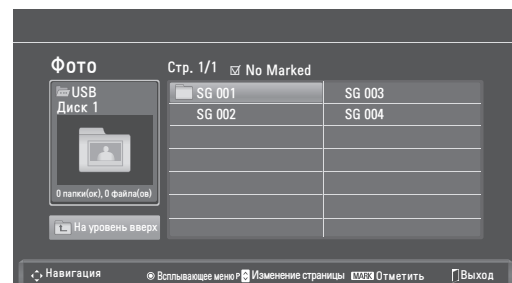 Фото
Стр. 1/1 No Marked
USB
Диск 1
SG 001 SG 003
SG 002 SG 004
0 папки(ок), 0 файла(ов)
На уровень вверх
Навигация Всплывающее меню P Изменение страницы MARK Отметить Выход